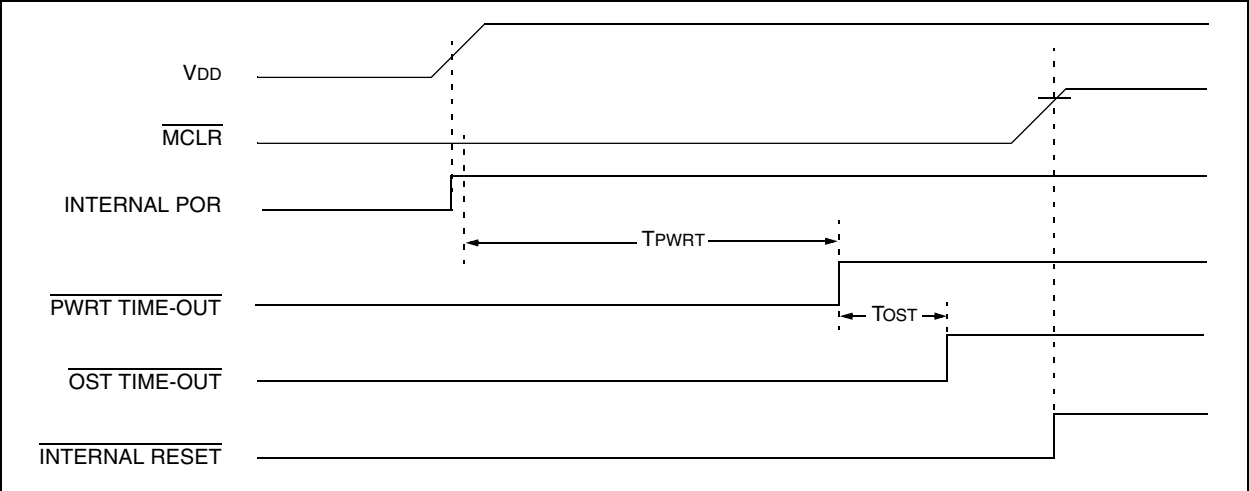 VDD
MCLR
INTERNAL POR
TPWRT
PWRT TIME-OUT
TOST
OST TIME-OUT
INTERNAL RESET